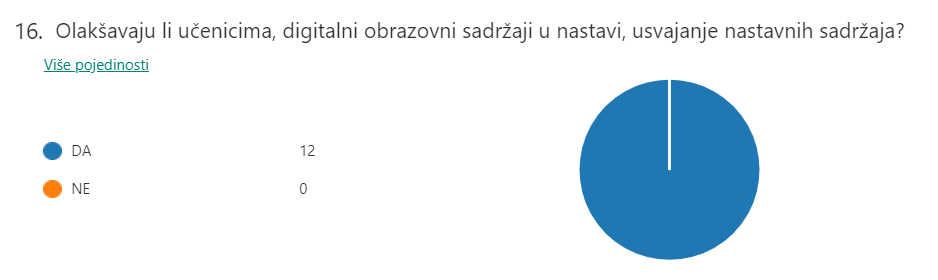 16. Olakšavaju li učenicima, digitalni obrazovni sadržaji u nastavi, usvajanje nastavnih sadržaja?
Više pojedinosti
DA 12
NE 0